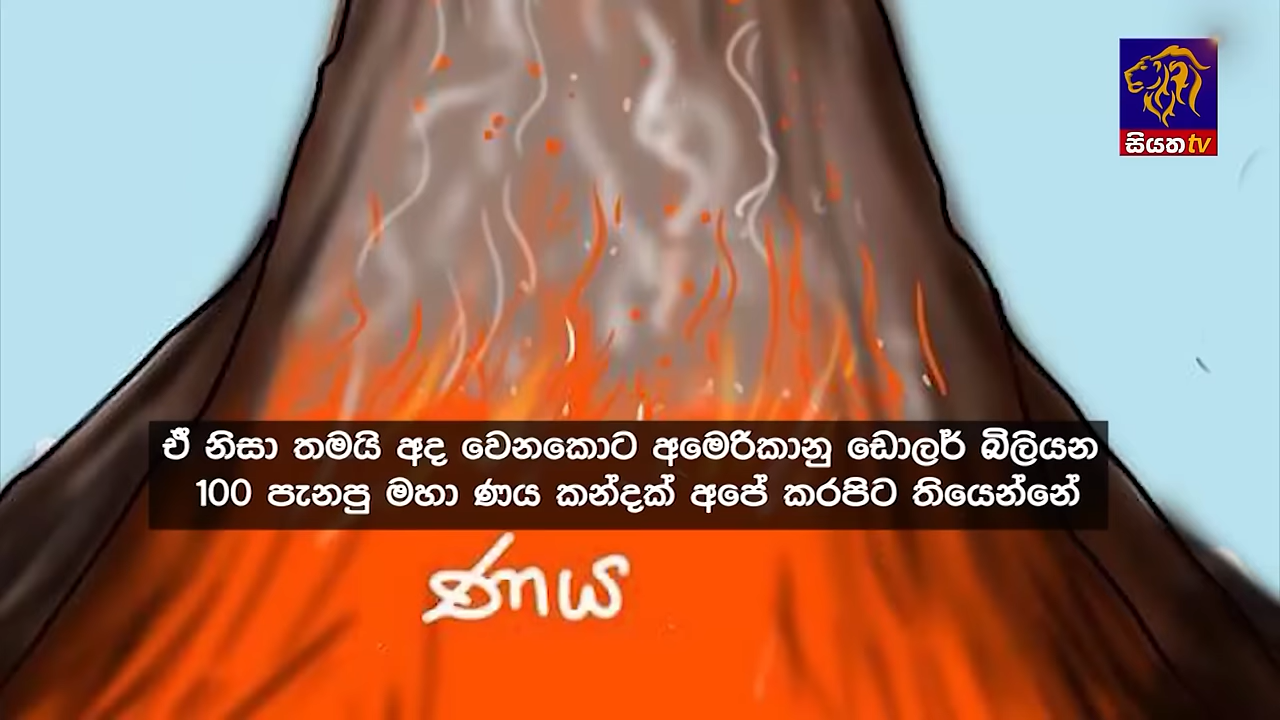 සියත tv
ඒ නිසා තමයි අද වෙනකොට අමෙරිකානු ඩොලර් බිලියන
100 පැනපු මහා ණය කන්දක් අපේ කරපිට තියෙන්නේ
ණය